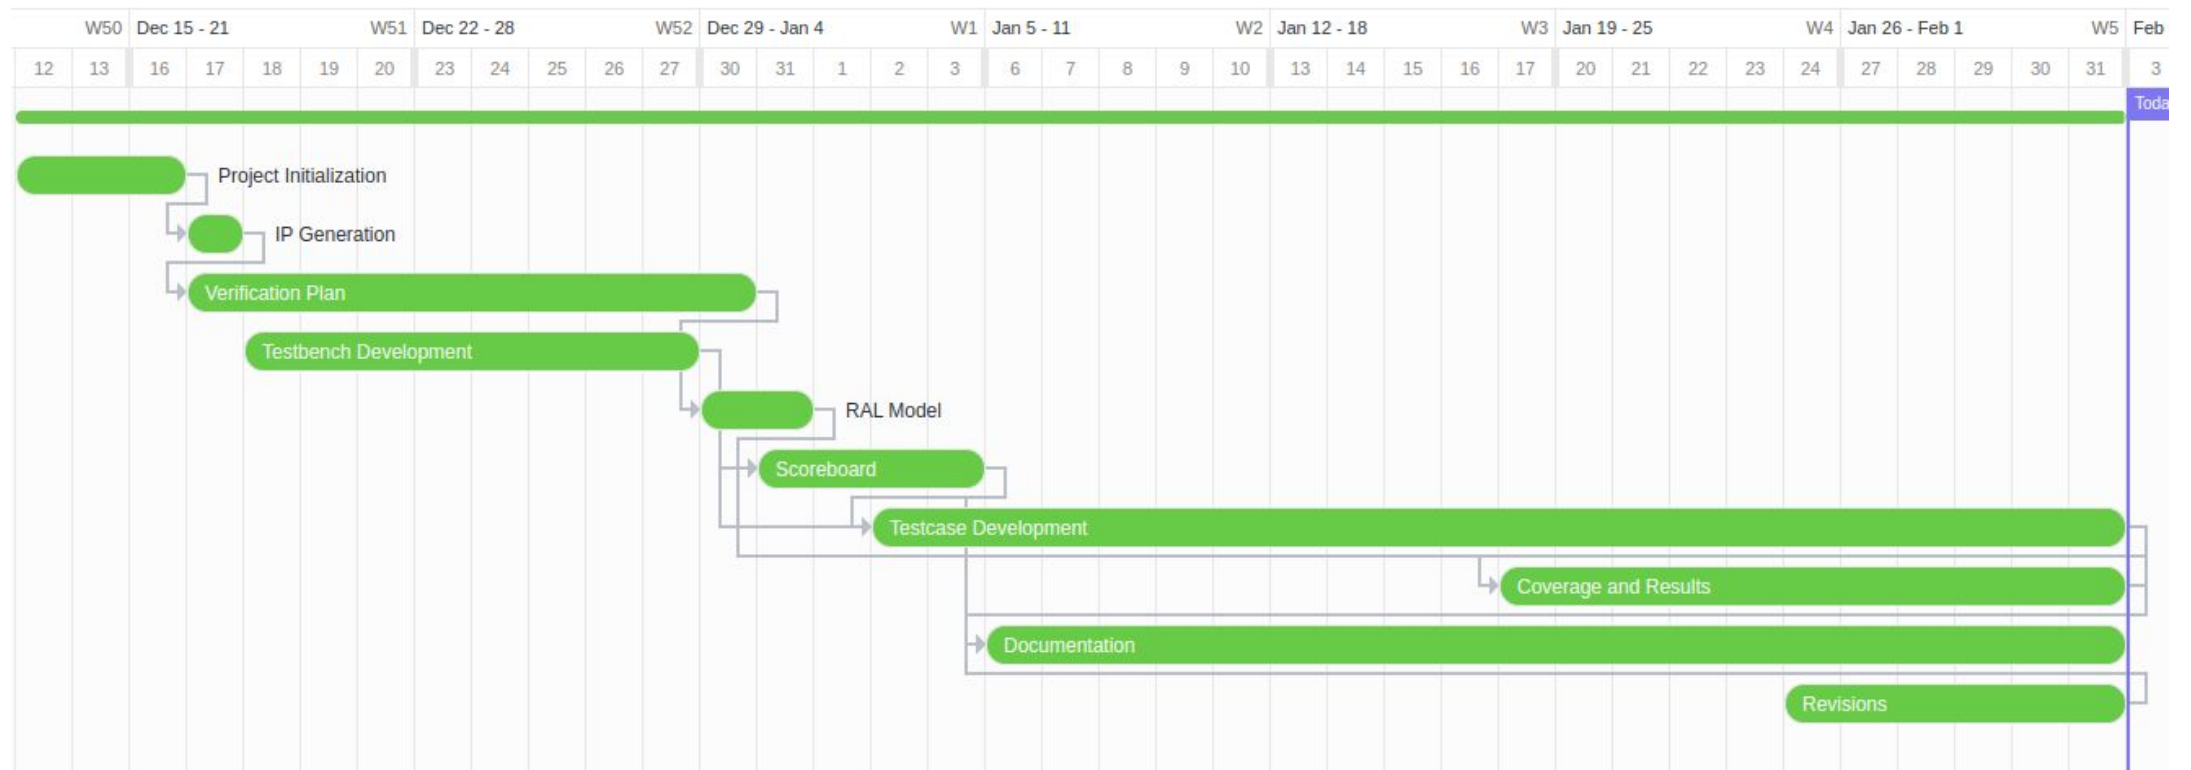 W50 Dec 15 - 21 W51 Dec 22 - 28 W52 Dec 29 - Jan 4 W1 Jan 5 - 11 W2 Jan 12 - 18 W3 Jan 19 - 25 W4 Jan 26 - Feb 1 W5 Feb
12 13 16 17 18 19 20 23 24 25 26 27 30 31 1 2 3 6 7 8 9 10 13 14 15 16 17 20 21 22 23 24 27 28 29 30 31 3
Toda
Project Initialization
IP Generation
Verification Plan
Testbench Development
RAL Model
Scoreboard
Testcase Development
Coverage and Results
Documentation
Revisions